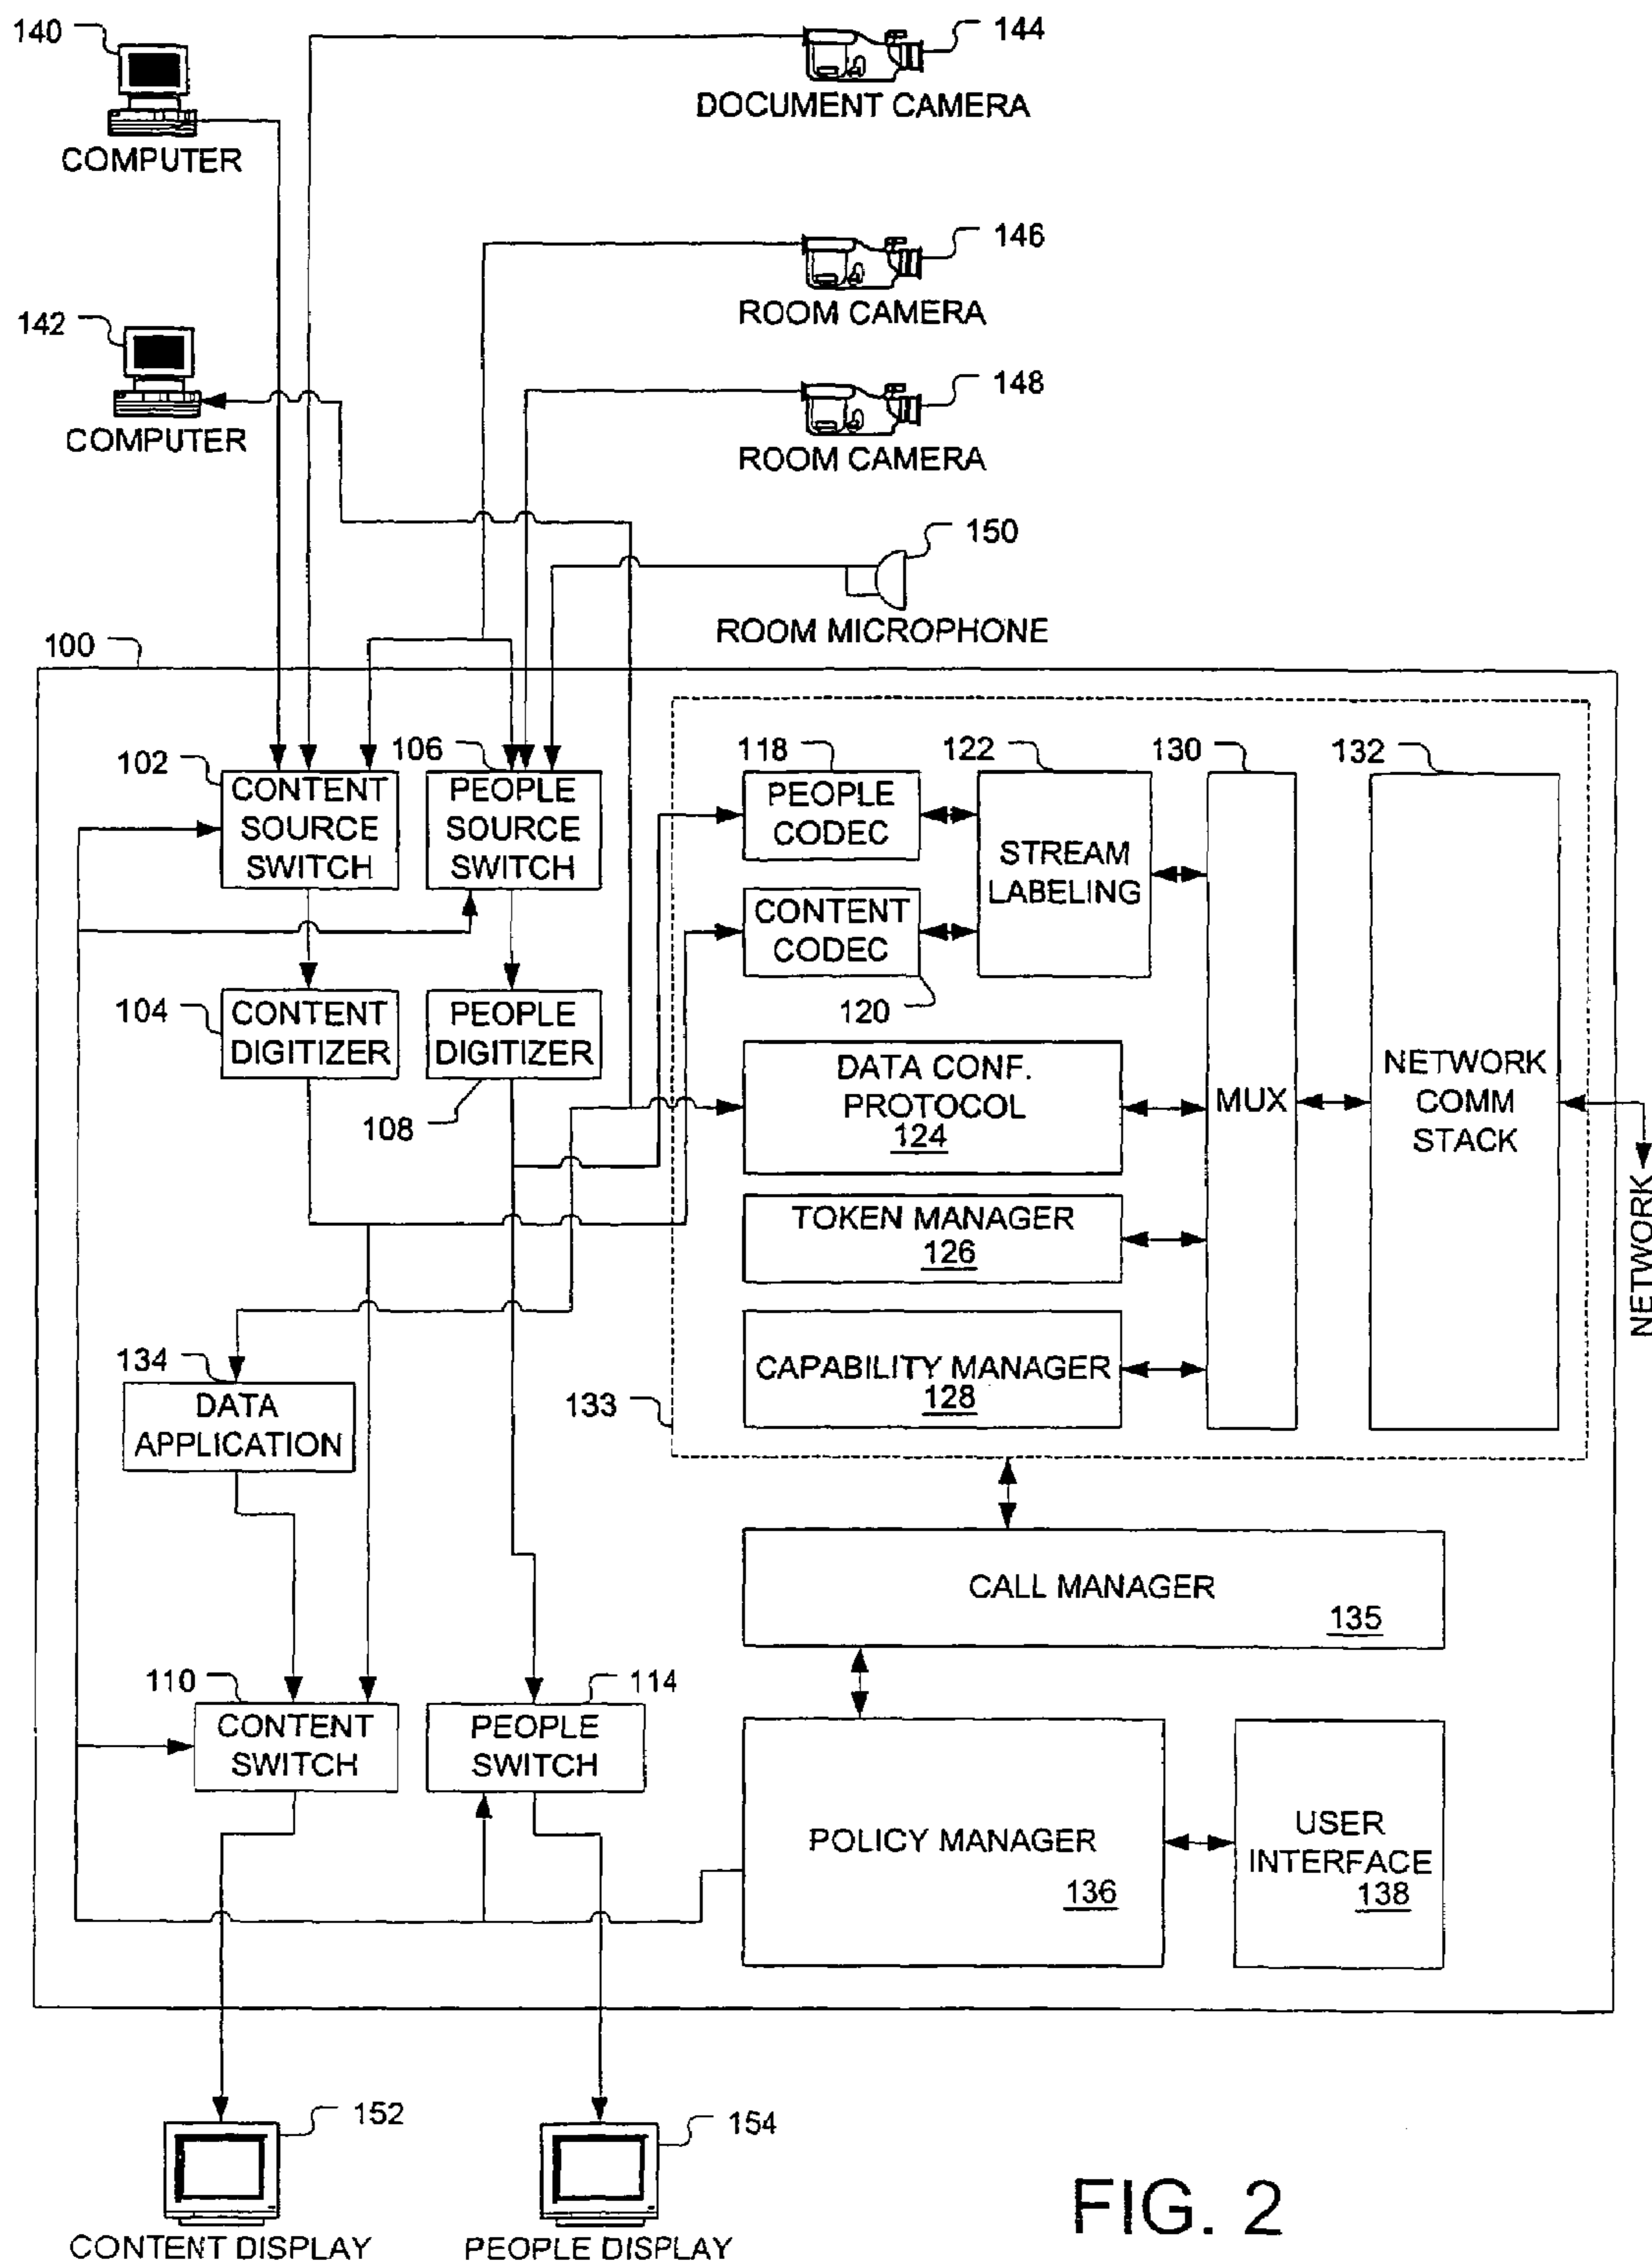 140
COMPUTER
144
DOCUMENT CAMERA
146
ROOM CAMERA
142
COMPUTER
148
ROOM CAMERA
150
ROOM MICROPHONE
100
102
CONTENT
SOURCE
SWITCH
106
PEOPLE
SOURCE
SWITCH
118
PEOPLE
CODEC
122
STREAM
LABELING
130
MUX
132
NETWORK
COMM
STACK
CONTENT
CODEC
120
104
CONTENT
DIGITIZER
PEOPLE
DIGITIZER
108
DATA CONF.
PROTOCOL
124
TOKEN MANAGER
126
CAPABILITY MANAGER
128
133
NETWORK
134
DATA
APPLICATION
CALL MANAGER
135
110
CONTENT
SWITCH
114
PEOPLE
SWITCH
POLICY MANAGER
136
USER
INTERFACE
138
152
CONTENT DISPLAY
154
PEOPLE DISPLAY
FIG. 2